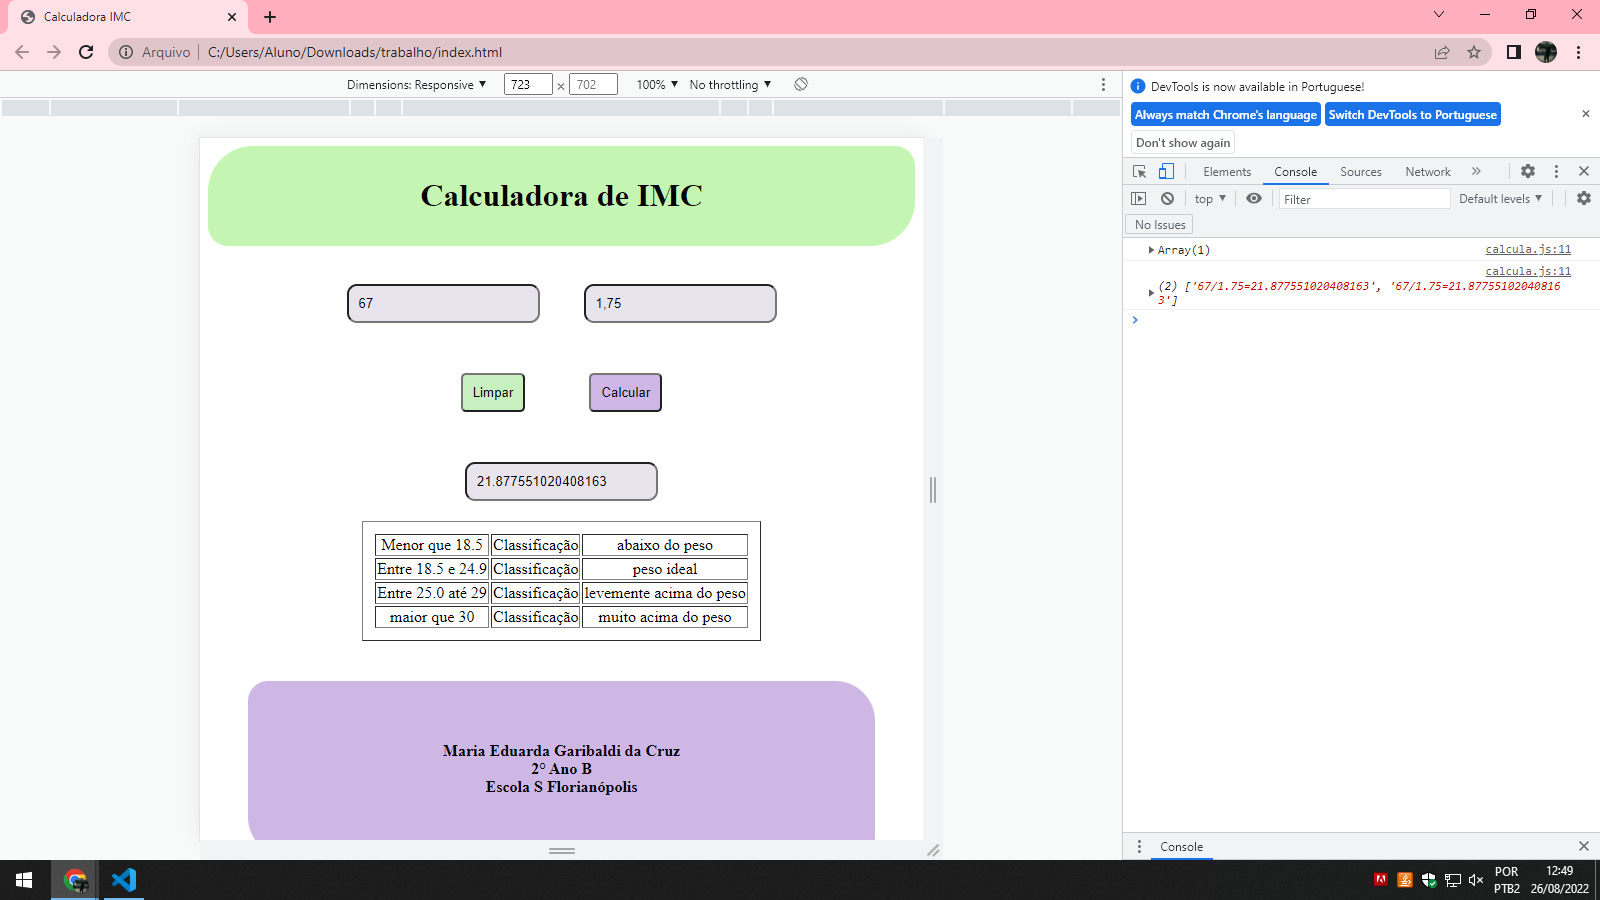 Calculadora IMC
Arquivo
C:/Users/Aluno/Downloads/trabalho/index.html
Dimensions: Responsive ▼ 723 × 702 100% ▼ No throttling ▼
DevTools is now available in Portuguese!
Always match Chrome's language Switch DevTools to Portuguese
Don't show again
Elements Console Sources Network »
top ▼ Filter Default levels ▼
No Issues
Array(1) calcula.js:11
calcula.js:11
(2) ['67/1.75=21.877551020408163', '67/1.75=21.87755102040816
3']
Calculadora de IMC
67 1,75
Limpar Calcular
21.877551020408163
Menor que 18.5 Classificação abaixo do peso
Entre 18.5 e 24.9 Classificação peso ideal
Entre 25.0 até 29 Classificação levemente acima do peso
maior que 30 Classificação muito acima do peso
Maria Eduarda Garibaldi da Cruz
2° Ano B
Escola S Florianópolis
Console
POR 12:49
PTB2 26/08/2022